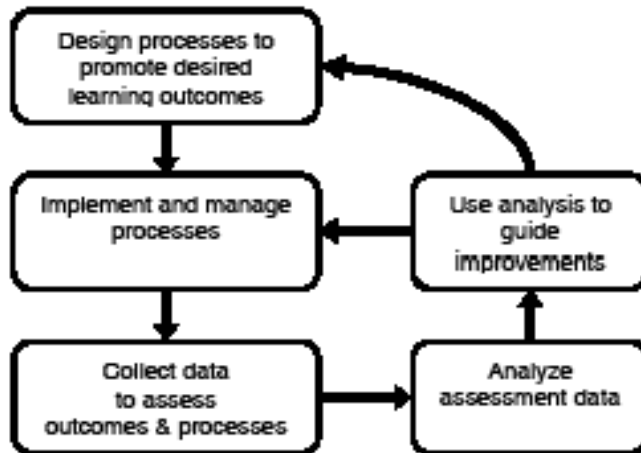 Design processes to
promote desired
learning outcomes
Implement and manage
processes
Use analysis to
guide
improvements
Collect data
to assess
outcomes & processes
Analyze
assessment data